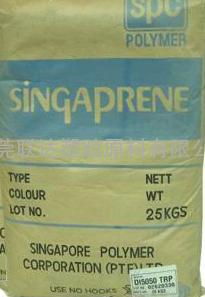 spc
POLYMER
SiNGAPRENE
TYPE NETT
COLOUR WT
LOT NO. 25KGS
SINGAPORE POLYMER
CORPORATION (PTE) LTD
USE NO HOOKS
DIS050 TRP